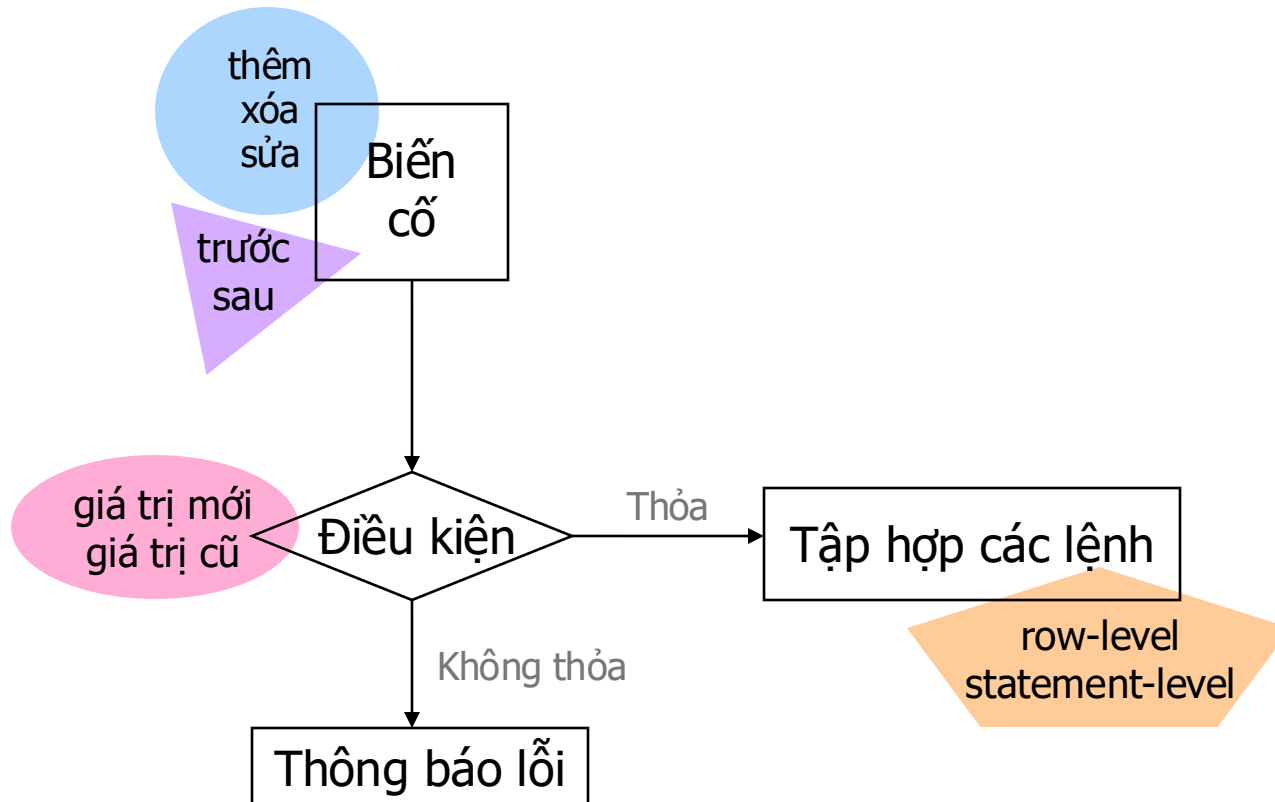 thêm
xóa
sửa
Biến
cố
trước
sau
giá trị mới
giá trị cũ
Điều kiện
Thỏa
Tập hợp các lệnh
row-level
statement-level
Không thỏa
Thông báo lỗi